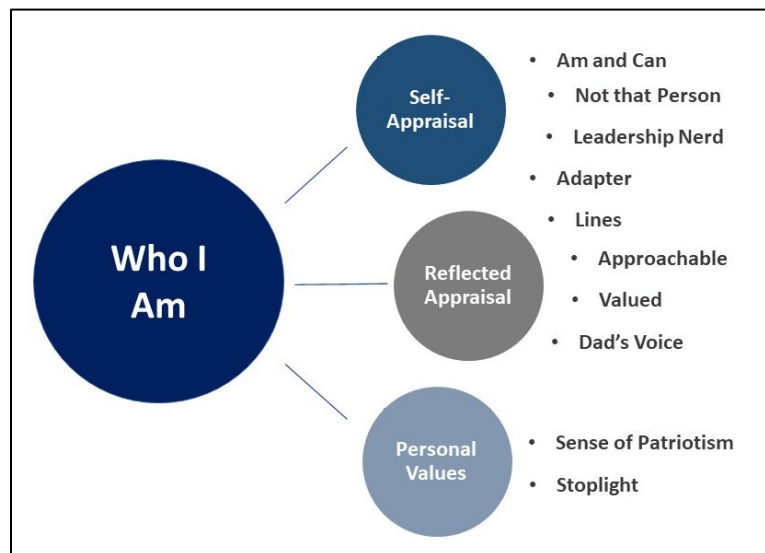 Who I
Am
Self-
Appraisal
• Am and Can
• Not that Person
• Leadership Nerd
• Adapter
• Lines
Reflected
Appraisal
• Approachable
• Valued
• Dad's Voice
Personal
Values
• Sense of Patriotism
• Stoplight